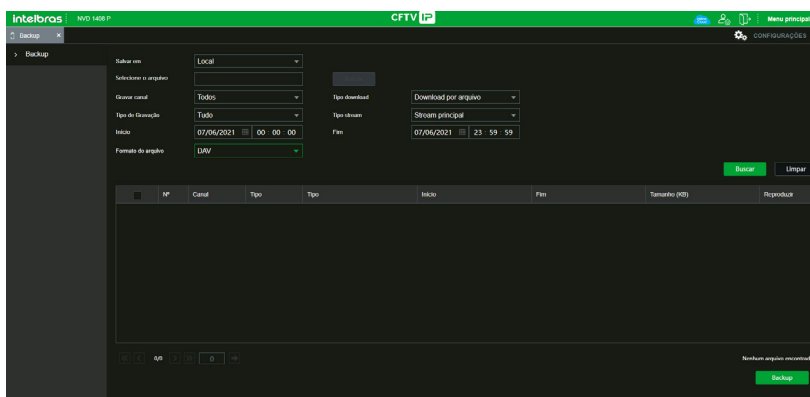 intelbras NVD 1408 P CFTV IP Menu principal
Backup x CONFIGURAÇÕES
> Backup
Salvar em Local
Selecione o arquivo
Gravar canal Todos Tipo download Download por arquivo
Tipo de Gravação Tudo Tipo stream Stream principal
Início 07/06/2021 00 : 00 : 00 Fim 07/06/2021 23 : 59 : 59
Formato do arquivo DAV
Buscar Limpar
Nº Canal Tipo Tipo Início Fim Tamanho (KB) Reproduzir
0/0 0 Nenhum arquivo encontrad
Backup